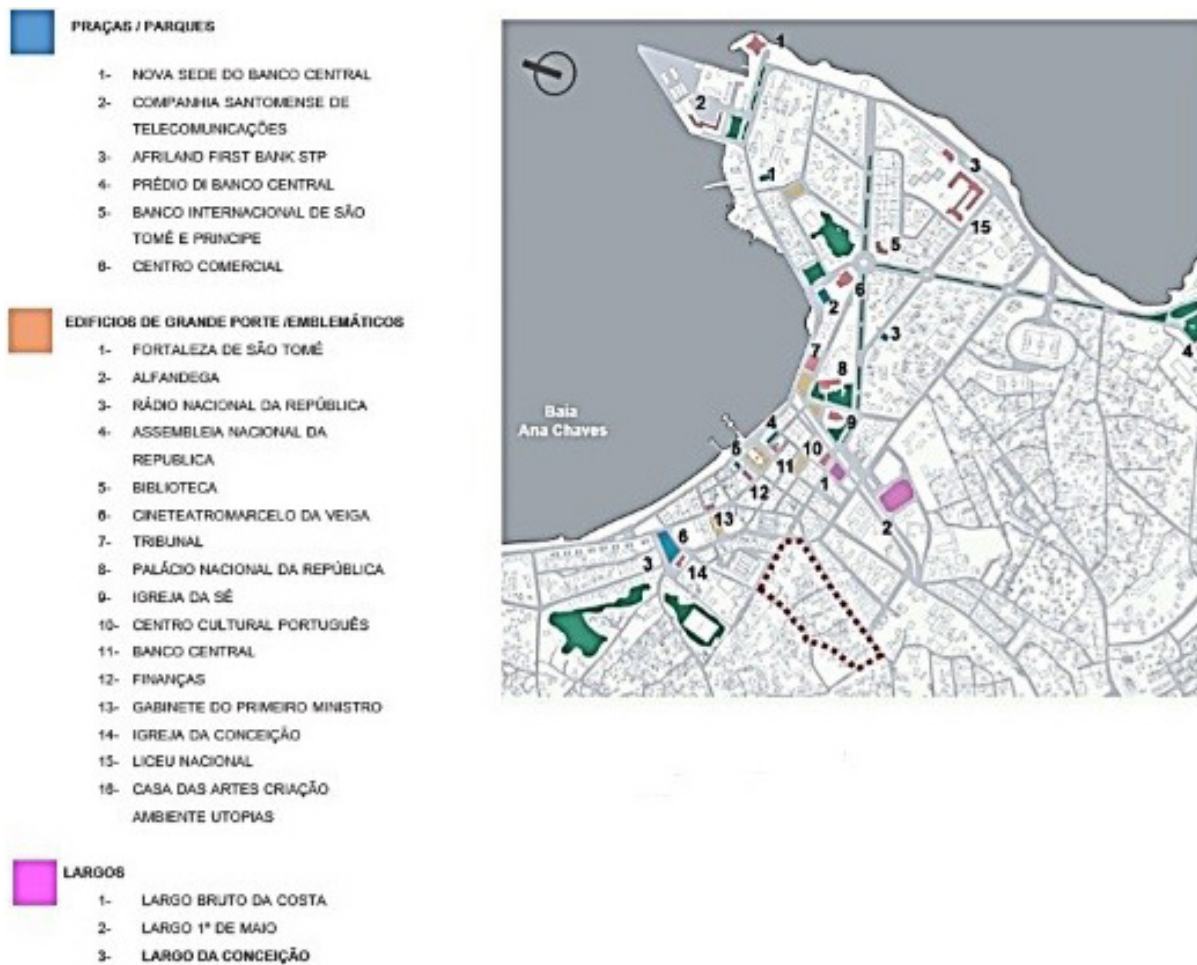 PRAÇAS / PARQUES
1- NOVA SEDE DO BANCO CENTRAL
2- COMPANHIA SANTOMENSE DE
TELECOMUNICAÇÕES
3- AFRILAND FIRST BANK STP
4- PRÉDIO DI BANCO CENTRAL
5- BANCO INTERNACIONAL DE SÃO
TOMÉ E PRINCIPE
6- CENTRO COMERCIAL
EDIFICIOS DE GRANDE PORTE /EMBLEMÁTICOS
1- FORTALEZA DE SÃO TOMÉ
2- ALFANDEGA
3- RÁDIO NACIONAL DA REPÚBLICA
4- ASSEMBLEIA NACIONAL DA
REPUBLICA
5- BIBLIOTECA
6- CINETEATROMARCELO DA VEIGA
7- TRIBUNAL
8- PALÁCIO NACIONAL DA REPÚBLICA
9- IGREJA DA SÉ
10- CENTRO CULTURAL PORTUGUÊS
11- BANCO CENTRAL
12- FINANÇAS
13- GABINETE DO PRIMEIRO MINISTRO
14- IGREJA DA CONCEIÇÃO
15- LICEU NACIONAL
16- CASA DAS ARTES CRIAÇÃO
AMBIENTE UTOPIAS
LARGOS
1- LARGO BRUTO DA COSTA
2- LARGO 1º DE MAIO
3- LARGO DA CONCEIÇÃO
1
2
3
1
15
5
6
2
3
4
7
8
Baia
Ana Chaves
4
9
5
10
11
1
12
2
13
6
3
14